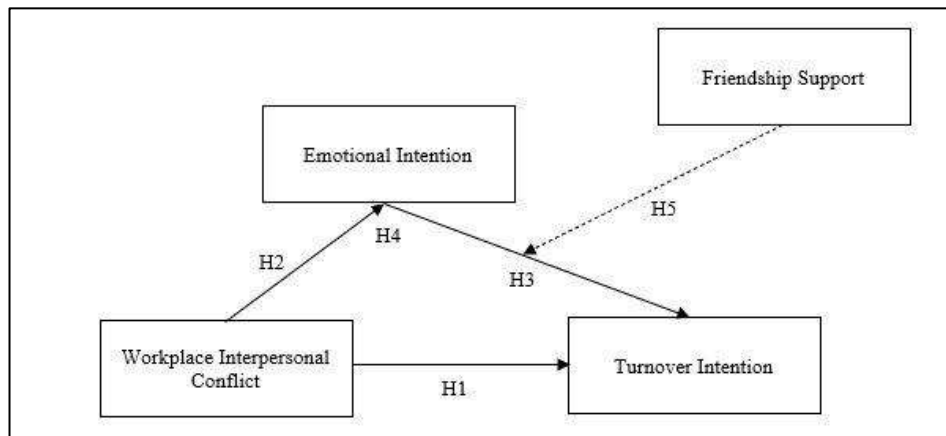 Friendship Support
Emotional Intention
H5
H4
H2
H3
Workplace Interpersonal
Conflict
Turnover Intention
H1